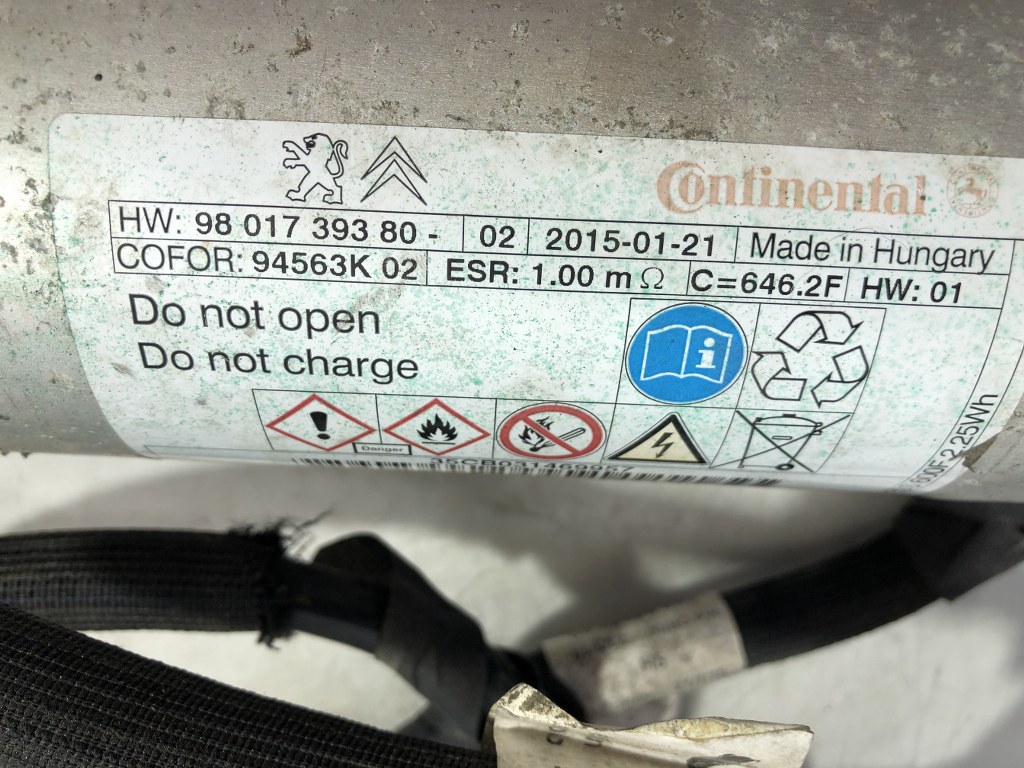 Continental
HW: 98 017 393 80 - 02 2015-01-21 Made in Hungary
COFOR: 94563K 02 ESR: 1.00 m Ω C=646.2F HW: 01
Do not open
Do not charge
Danger
600F 2.25Wh